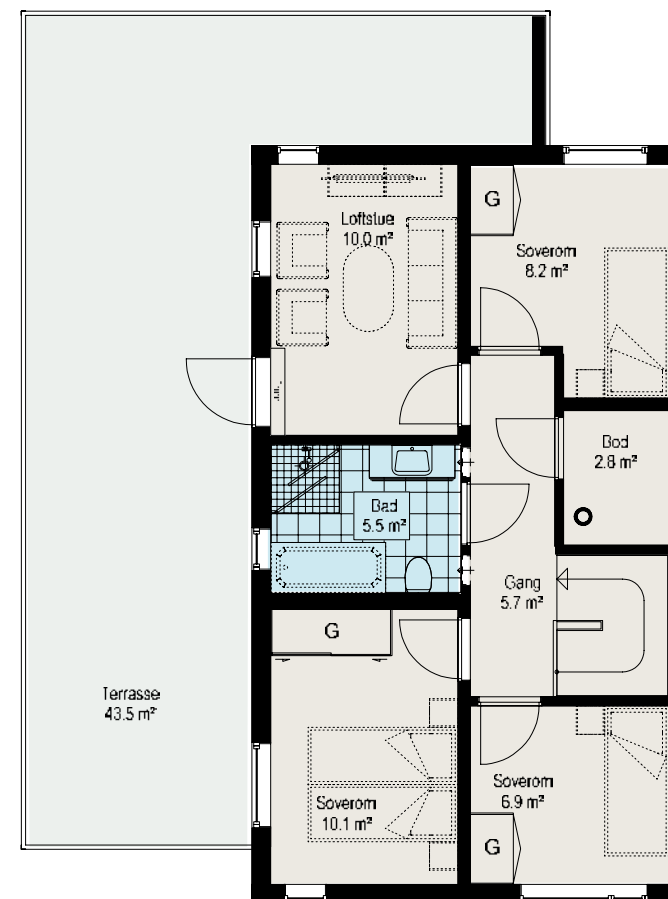 G
Loftstue
10.0 m²
Soverom
8.2 m²
Bod
2.8 m²
Bad
5.5 m²
Gang
5.7 m²
G
Terrasse
43.5 m²
Soverom
10.1 m²
Soverom
6.9 m²
G